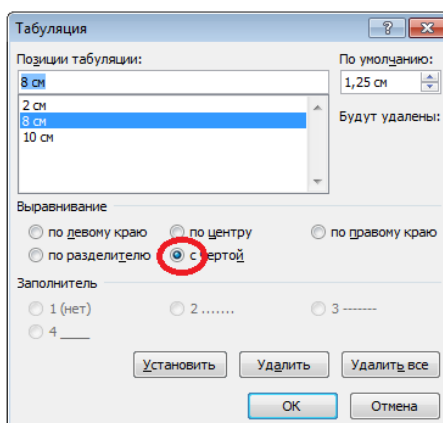 Табуляция
Позиции табуляции:
По умолчанию:
8 см
1,25 см
2 см
8 см
10 см
Будут удалены:
Выравнивание
по левому краю
по центру
по правому краю
по разделителю
с чертой
Заполнитель
1 (нет)
2 .......
3 -------
4 ____
Установить
Удалить
Удалить все
ОК
Отмена